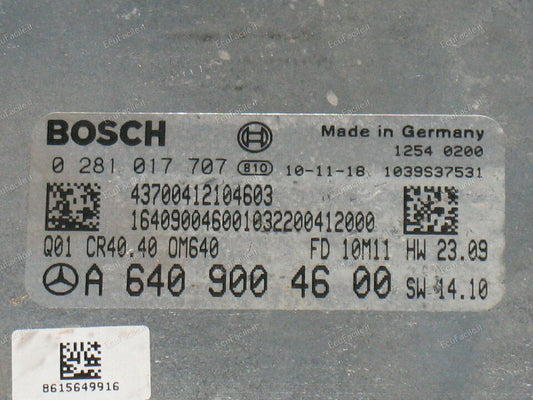 BOSCH
Made in Germany
1254 0200
0 281 017 707 810 10-11-18 1039S37531
43700412104603
164090046001032200412000
Q01 CR40.40 OM640 FD 10M11 HW 23.09
A 640 900 46 00 SW 14.10
8615649916